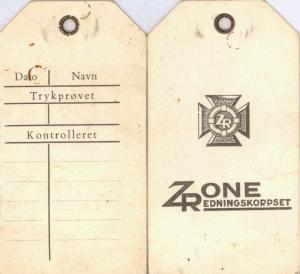 Dato Navn
Trykprøvet
Kontrolleret
ZR
ZONE
REDNINGSKORPSET